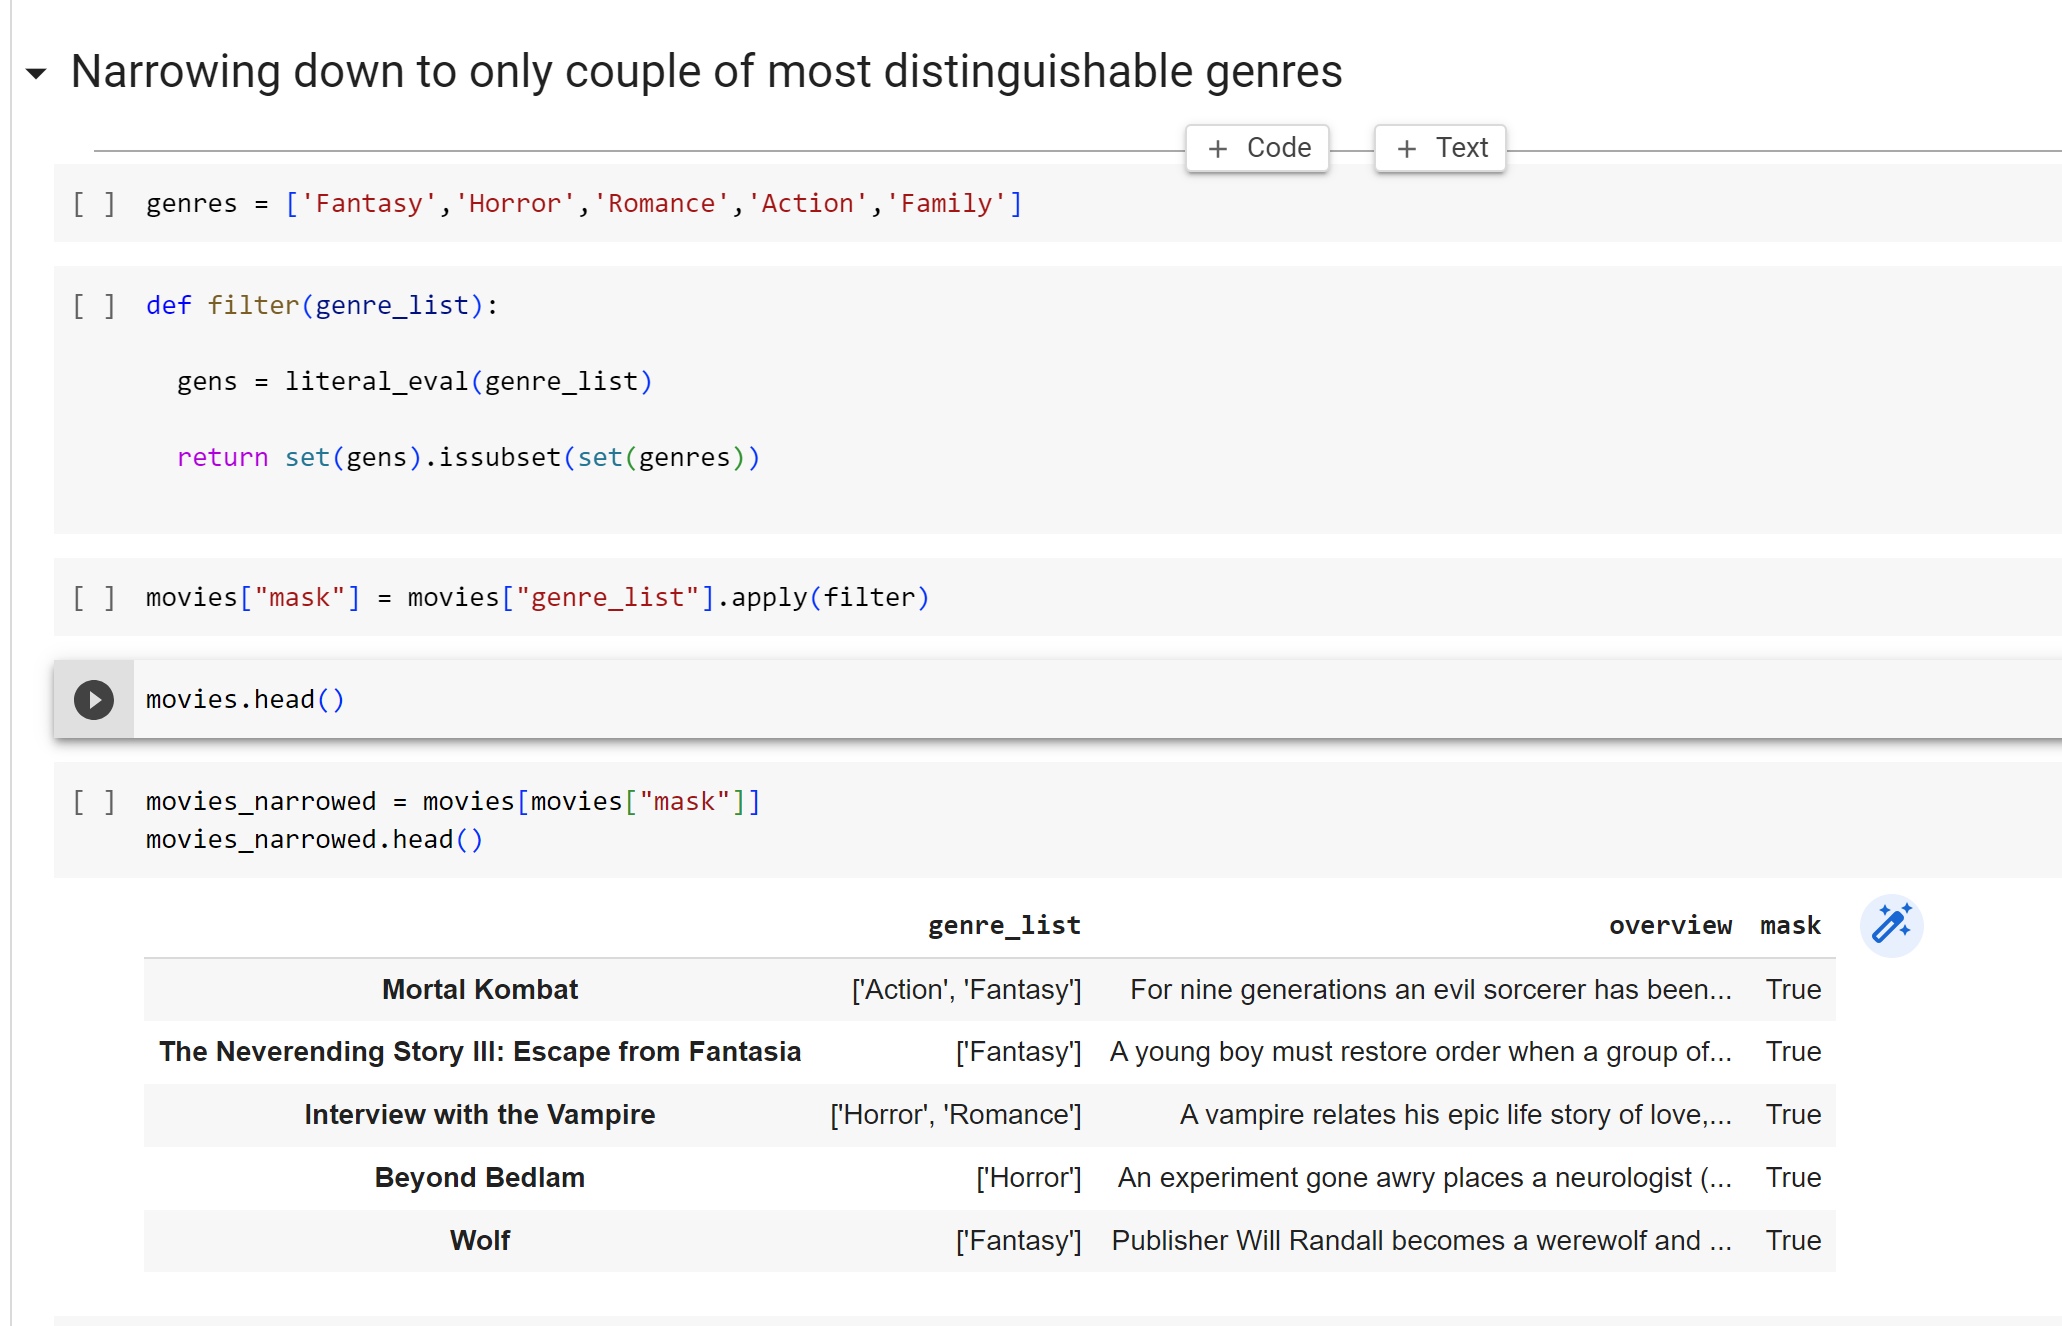 Narrowing down to only couple of most distinguishable genres
+ Code + Text
[ ] genres = ['Fantasy','Horror','Romance','Action','Family']
[ ] def filter(genre_list):
gens = literal_eval(genre_list)
return set(gens).issubset(set(genres))
[ ] movies["mask"] = movies["genre_list"].apply(filter)
movies.head()
[ ] movies_narrowed = movies[movies["mask"]]
movies_narrowed.head()
genre_list overview mask
Mortal Kombat ['Action', 'Fantasy'] For nine generations an evil sorcerer has been... True
The Neverending Story III: Escape from Fantasia ['Fantasy'] A young boy must restore order when a group of... True
Interview with the Vampire ['Horror', 'Romance'] A vampire relates his epic life story of love,... True
Beyond Bedlam ['Horror'] An experiment gone awry places a neurologist (... True
Wolf ['Fantasy'] Publisher Will Randall becomes a werewolf and ... True